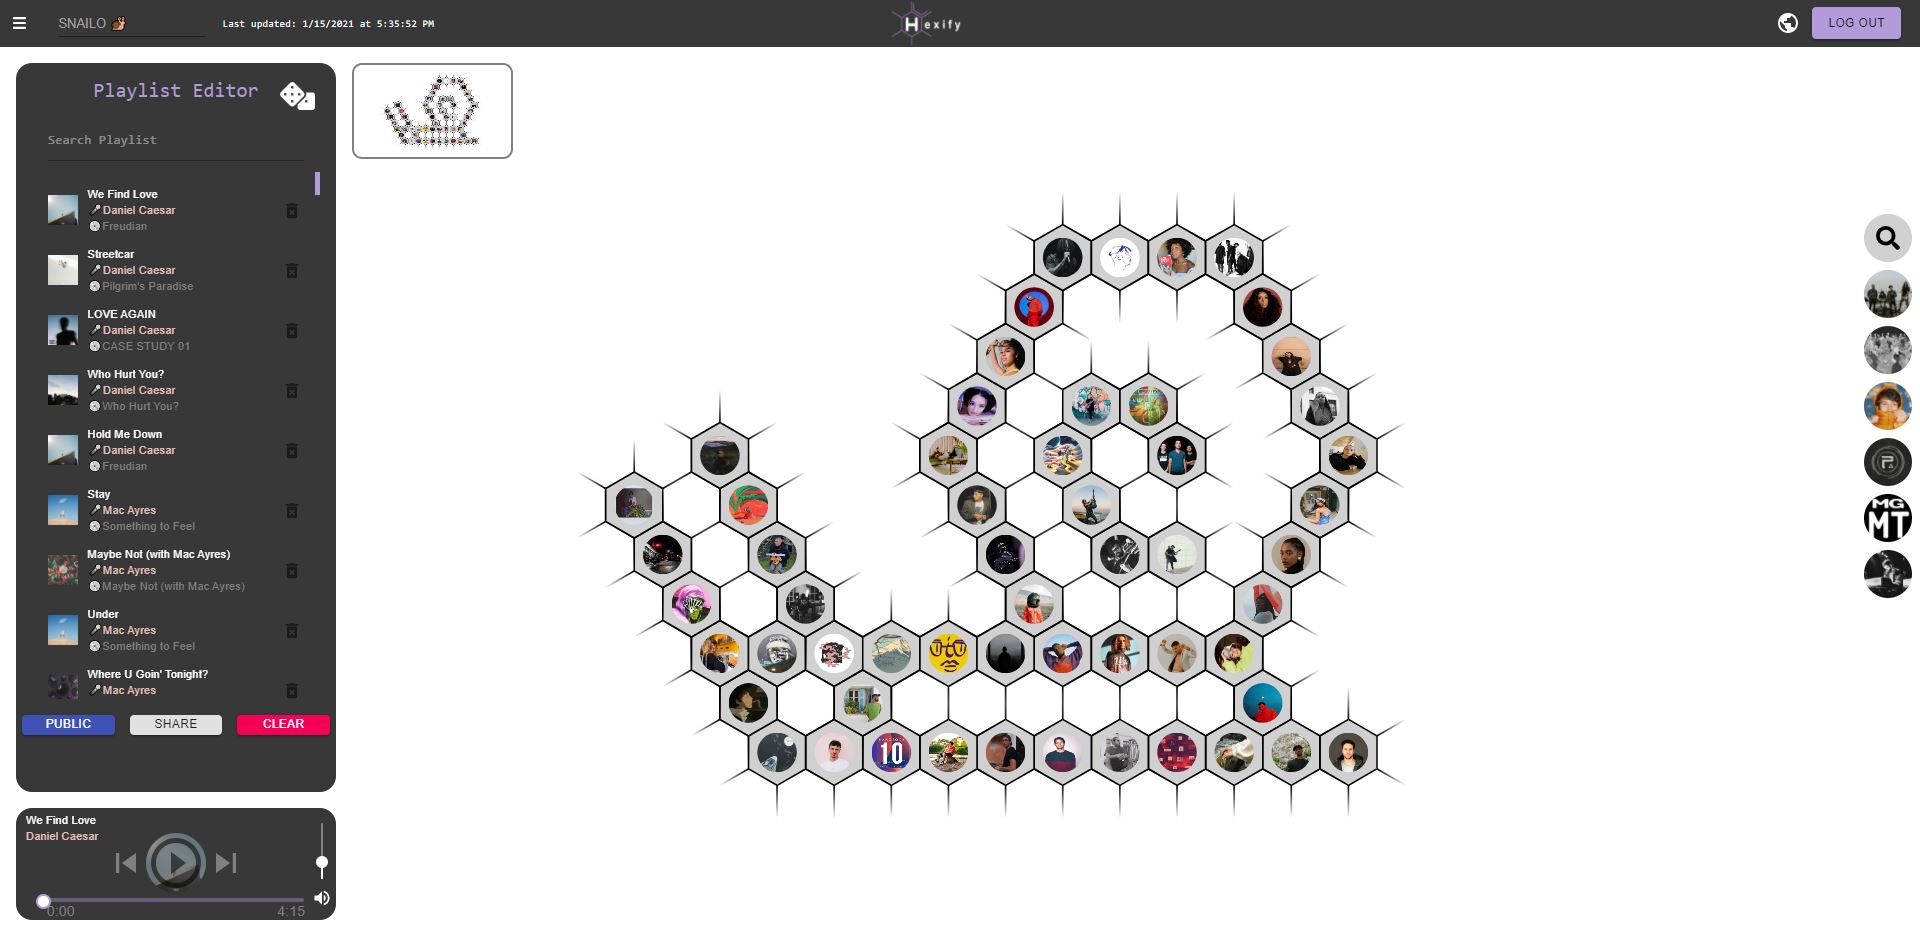 SNAILO
Last updated: 1/15/2021 at 5:35:52 PM
Hexify
LOG OUT
Playlist Editor
Search Playlist
We Find Love
Daniel Caesar
Freudian
Streetcar
Daniel Caesar
Pilgrim's Paradise
LOVE AGAIN
Daniel Caesar
CASE STUDY 01
Who Hurt You?
Daniel Caesar
Who Hurt You?
Hold Me Down
Daniel Caesar
Freudian
Stay
Mac Ayres
Something to Feel
Maybe Not (with Mac Ayres)
Mac Ayres
Maybe Not (with Mac Ayres)
Under
Mac Ayres
Something to Feel
Where U Goin' Tonight?
Mac Ayres
PUBLIC
SHARE
CLEAR
We Find Love
Daniel Caesar
0:00
4:15
10
MG
MT